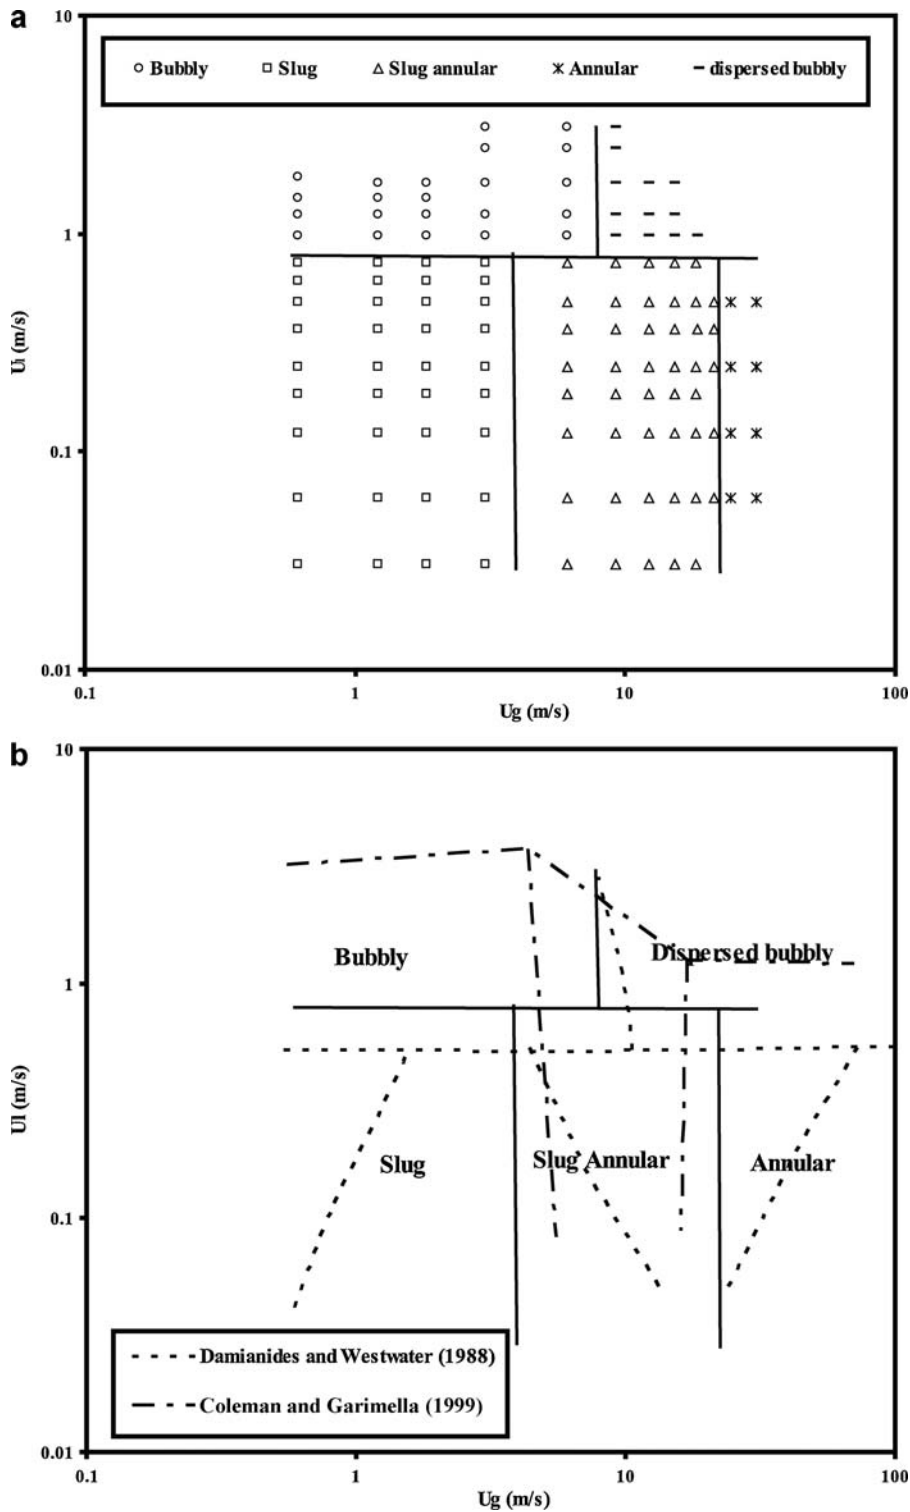 a
10
Bubbly Slug Slug annular Annular dispersed bubbly
1
Uₗ (m/s)
0.1
0.01
0.1 1 10 100
Ug (m/s)
b
10
Bubbly Dispersed bubbly
1
Ul (m/s)
Slug Slug Annular Annular
0.1
Damianides and Westwater (1988)
Coleman and Garimella (1999)
0.01
0.1 1 10 100
Ug (m/s)